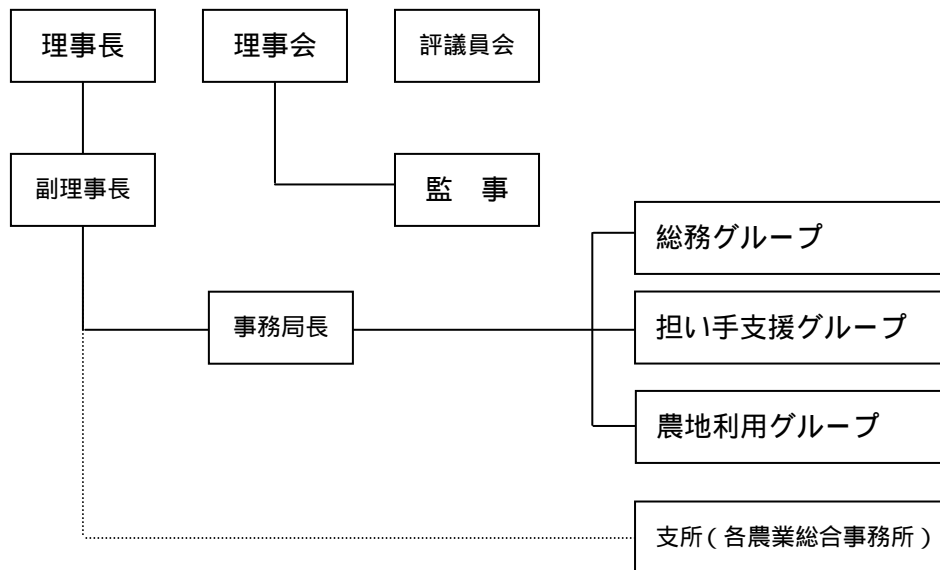 理事長
理事会
評議員会
副理事長
監　事
総務グループ
事務局長
担い手支援グループ
農地利用グループ
支所(各農業総合事務所)